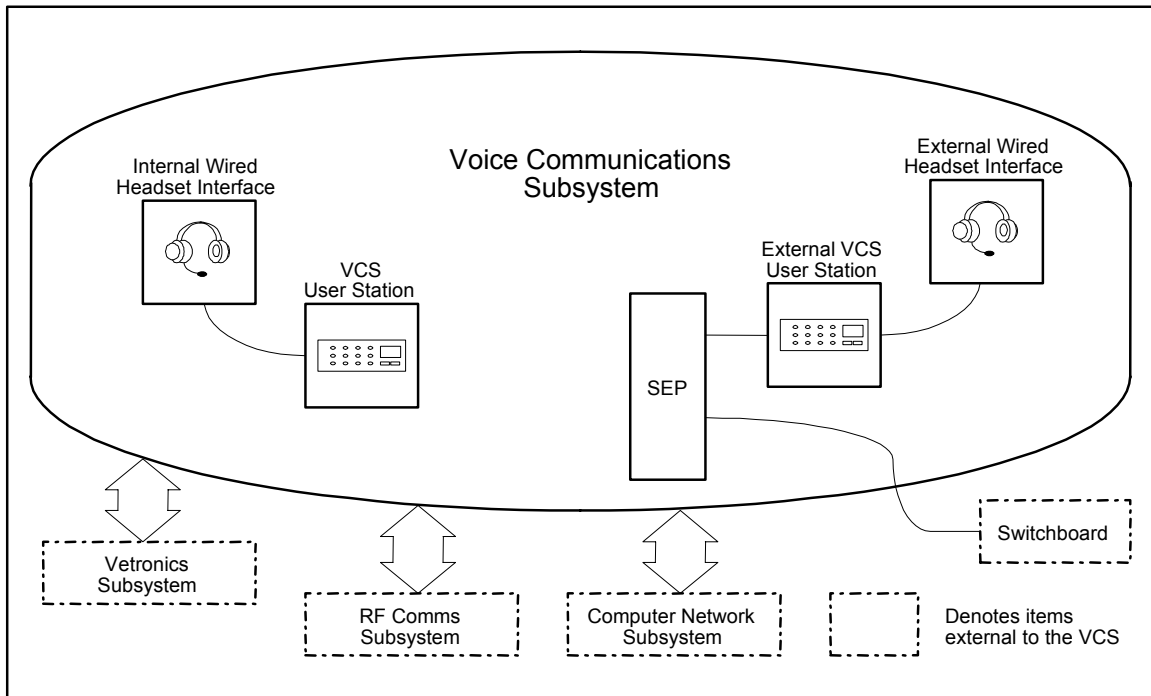 Voice Communications
Subsystem
Internal Wired
Headset Interface
External Wired
Headset Interface
VCS
User Station
External VCS
User Station
SEP
Switchboard
Vetronics
Subsystem
RF Comms
Subsystem
Computer Network
Subsystem
Denotes items
external to the VCS